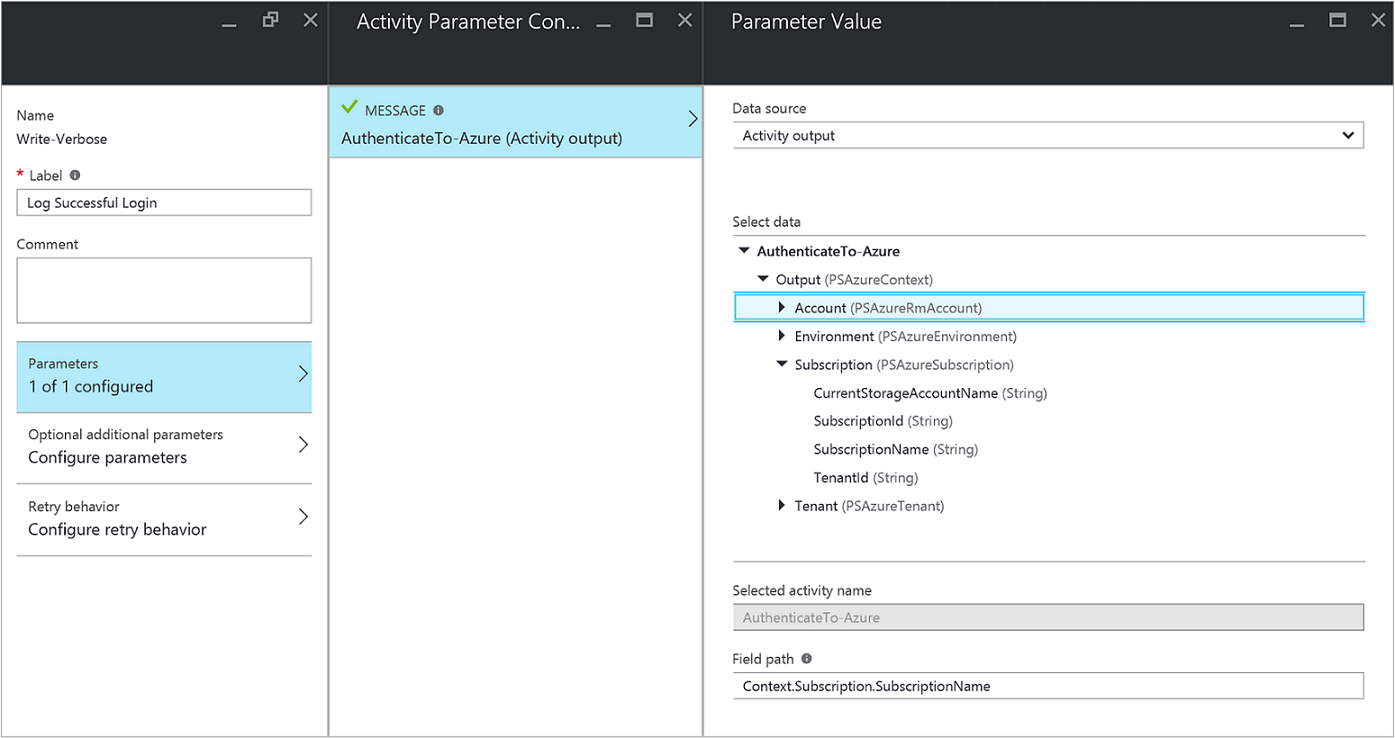 Activity Parameter Con...
Parameter Value
Name
Write-Verbose
* Label
Log Successful Login
Comment
Parameters
1 of 1 configured
Optional additional parameters
Configure parameters
Retry behavior
Configure retry behavior
MESSAGE
AuthenticateTo-Azure (Activity output)
Data source
Activity output
Select data
AuthenticateTo-Azure
Output (PSAzureContext)
Account (PSAzureRmAccount)
Environment (PSAzureEnvironment)
Subscription (PSAzureSubscription)
CurrentStorageAccountName (String)
SubscriptionId (String)
SubscriptionName (String)
TenantId (String)
Tenant (PSAzureTenant)
Selected activity name
AuthenticateTo-Azure
Field path
Context.Subscription.SubscriptionName